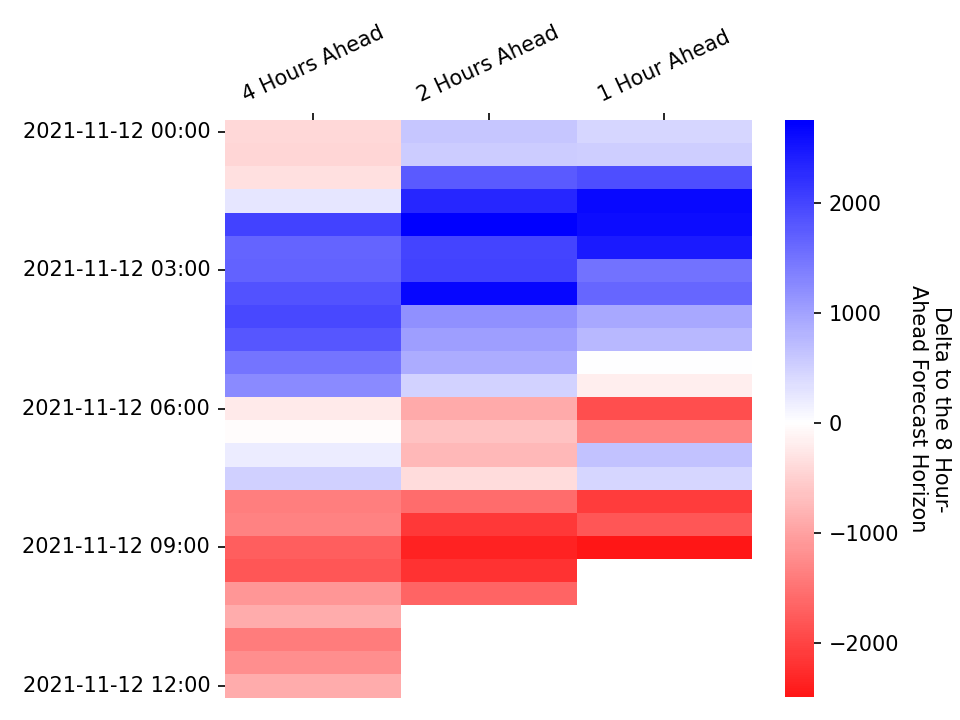 4 Hours Ahead
2 Hours Ahead
1 Hour Ahead
2021-11-12 00:00
2021-11-12 03:00
2021-11-12 06:00
2021-11-12 09:00
2021-11-12 12:00
2000
1000
0
−1000
−2000
Delta to the 8 Hour-
Ahead Forecast Horizon